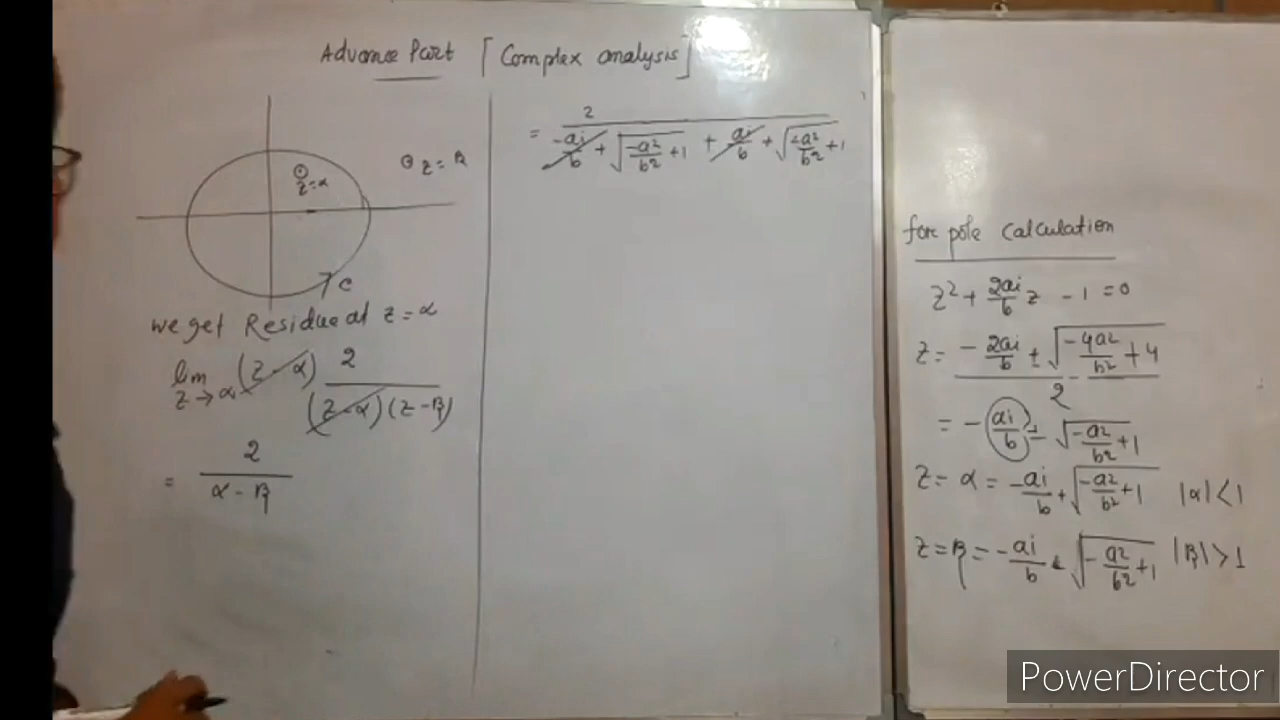 Advance Part [Complex analysis]
⊙ z = α
⊙ z = β
C
we get Residue at z = α
lim z → α (z - α) 2 / (z - α)(z - β)
= 2 / α - β
= 2 / -ai/b + √(-a²/b² + 1) + ai/b + √(-a²/b² + 1)
for pole calculation
z² + 2ai/b z - 1 = 0
z = - 2ai/b ± √(-4a²/b² + 4) / 2
= - ai/b ± √(-a²/b² + 1)
z = α = -ai/b + √(-a²/b² + 1) |α| < 1
z = β = -ai/b - √(-a²/b² + 1) |β| > 1
PowerDirector